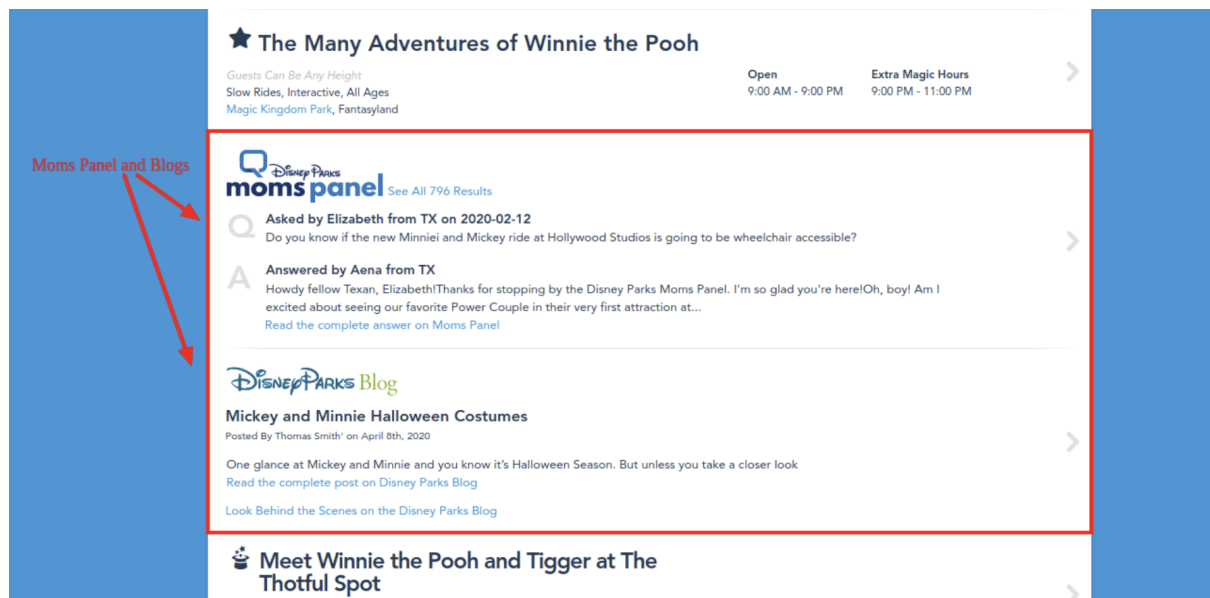 The Many Adventures of Winnie the Pooh
Guests Can Be Any Height
Slow Rides, Interactive, All Ages
Magic Kingdom Park, Fantasyland
Open
9:00 AM - 9:00 PM
Extra Magic Hours
9:00 PM - 11:00 PM
Moms Panel and Blogs
Q Disney Parks
moms panel See All 796 Results
Q Asked by Elizabeth from TX on 2020-02-12
Do you know if the new Minniei and Mickey ride at Hollywood Studios is going to be wheelchair accessible?
A Answered by Aena from TX
Howdy fellow Texan, Elizabeth!Thanks for stopping by the Disney Parks Moms Panel. I'm so glad you're here!Oh, boy! Am I
excited about seeing our favorite Power Couple in their very first attraction at...
Read the complete answer on Moms Panel
Disney Parks Blog
Mickey and Minnie Halloween Costumes
Posted By Thomas Smith' on April 8th, 2020
One glance at Mickey and Minnie and you know it's Halloween Season. But unless you take a closer look
Read the complete post on Disney Parks Blog
Look Behind the Scenes on the Disney Parks Blog
Meet Winnie the Pooh and Tigger at The
Thotful Spot